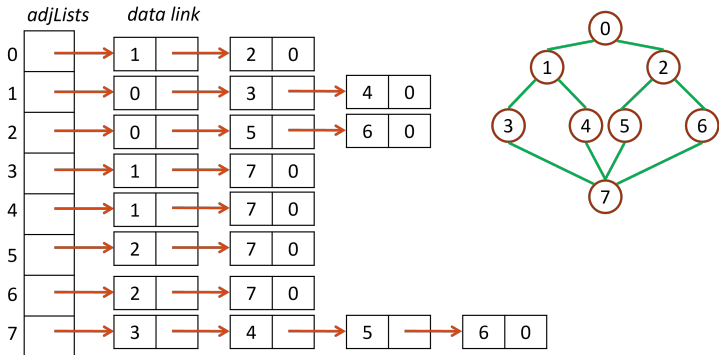 adjLists data link
0 1 2 0
1 0 3 4 0
2 0 5 6 0
3 1 7 0
4 1 7 0
5 2 7 0
6 2 7 0
7 3 4 5 6 0
0
1 2
3 4 5 6
7